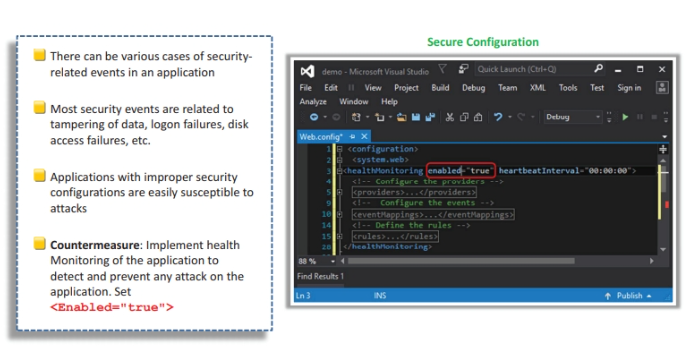 Secure Configuration
There can be various cases of security-
related events in an application
Most security events are related to
tampering of data, logon failures, disk
access failures, etc.
Applications with improper security
configurations are easily susceptible to
attacks
Countermeasure: Implement health
Monitoring of the application to
detect and prevent any attack on the
application. Set
<Enabled="true">
demo - Microsoft Visual Studio Quick Launch (Ctrl+Q)
File Edit View Project Build Debug Team XML Tools Test Sign in
Analyze Window Help
Debug
Web.config*
1 <configuration>
2 <system.web>
3 <healthMonitoring enabled="true" heartbeatInterval="00:00:00">
4 <!-- Configure the providers -->
5 <providers>...</providers>
9 <!-- Configure the events -->
10 <eventMappings>...</eventMappings>
14 <!-- Define the rules -->
15 <rules>...</rules>
</healthMonitoring>
88 %
Find Results 1
Ln 3 INS Publish